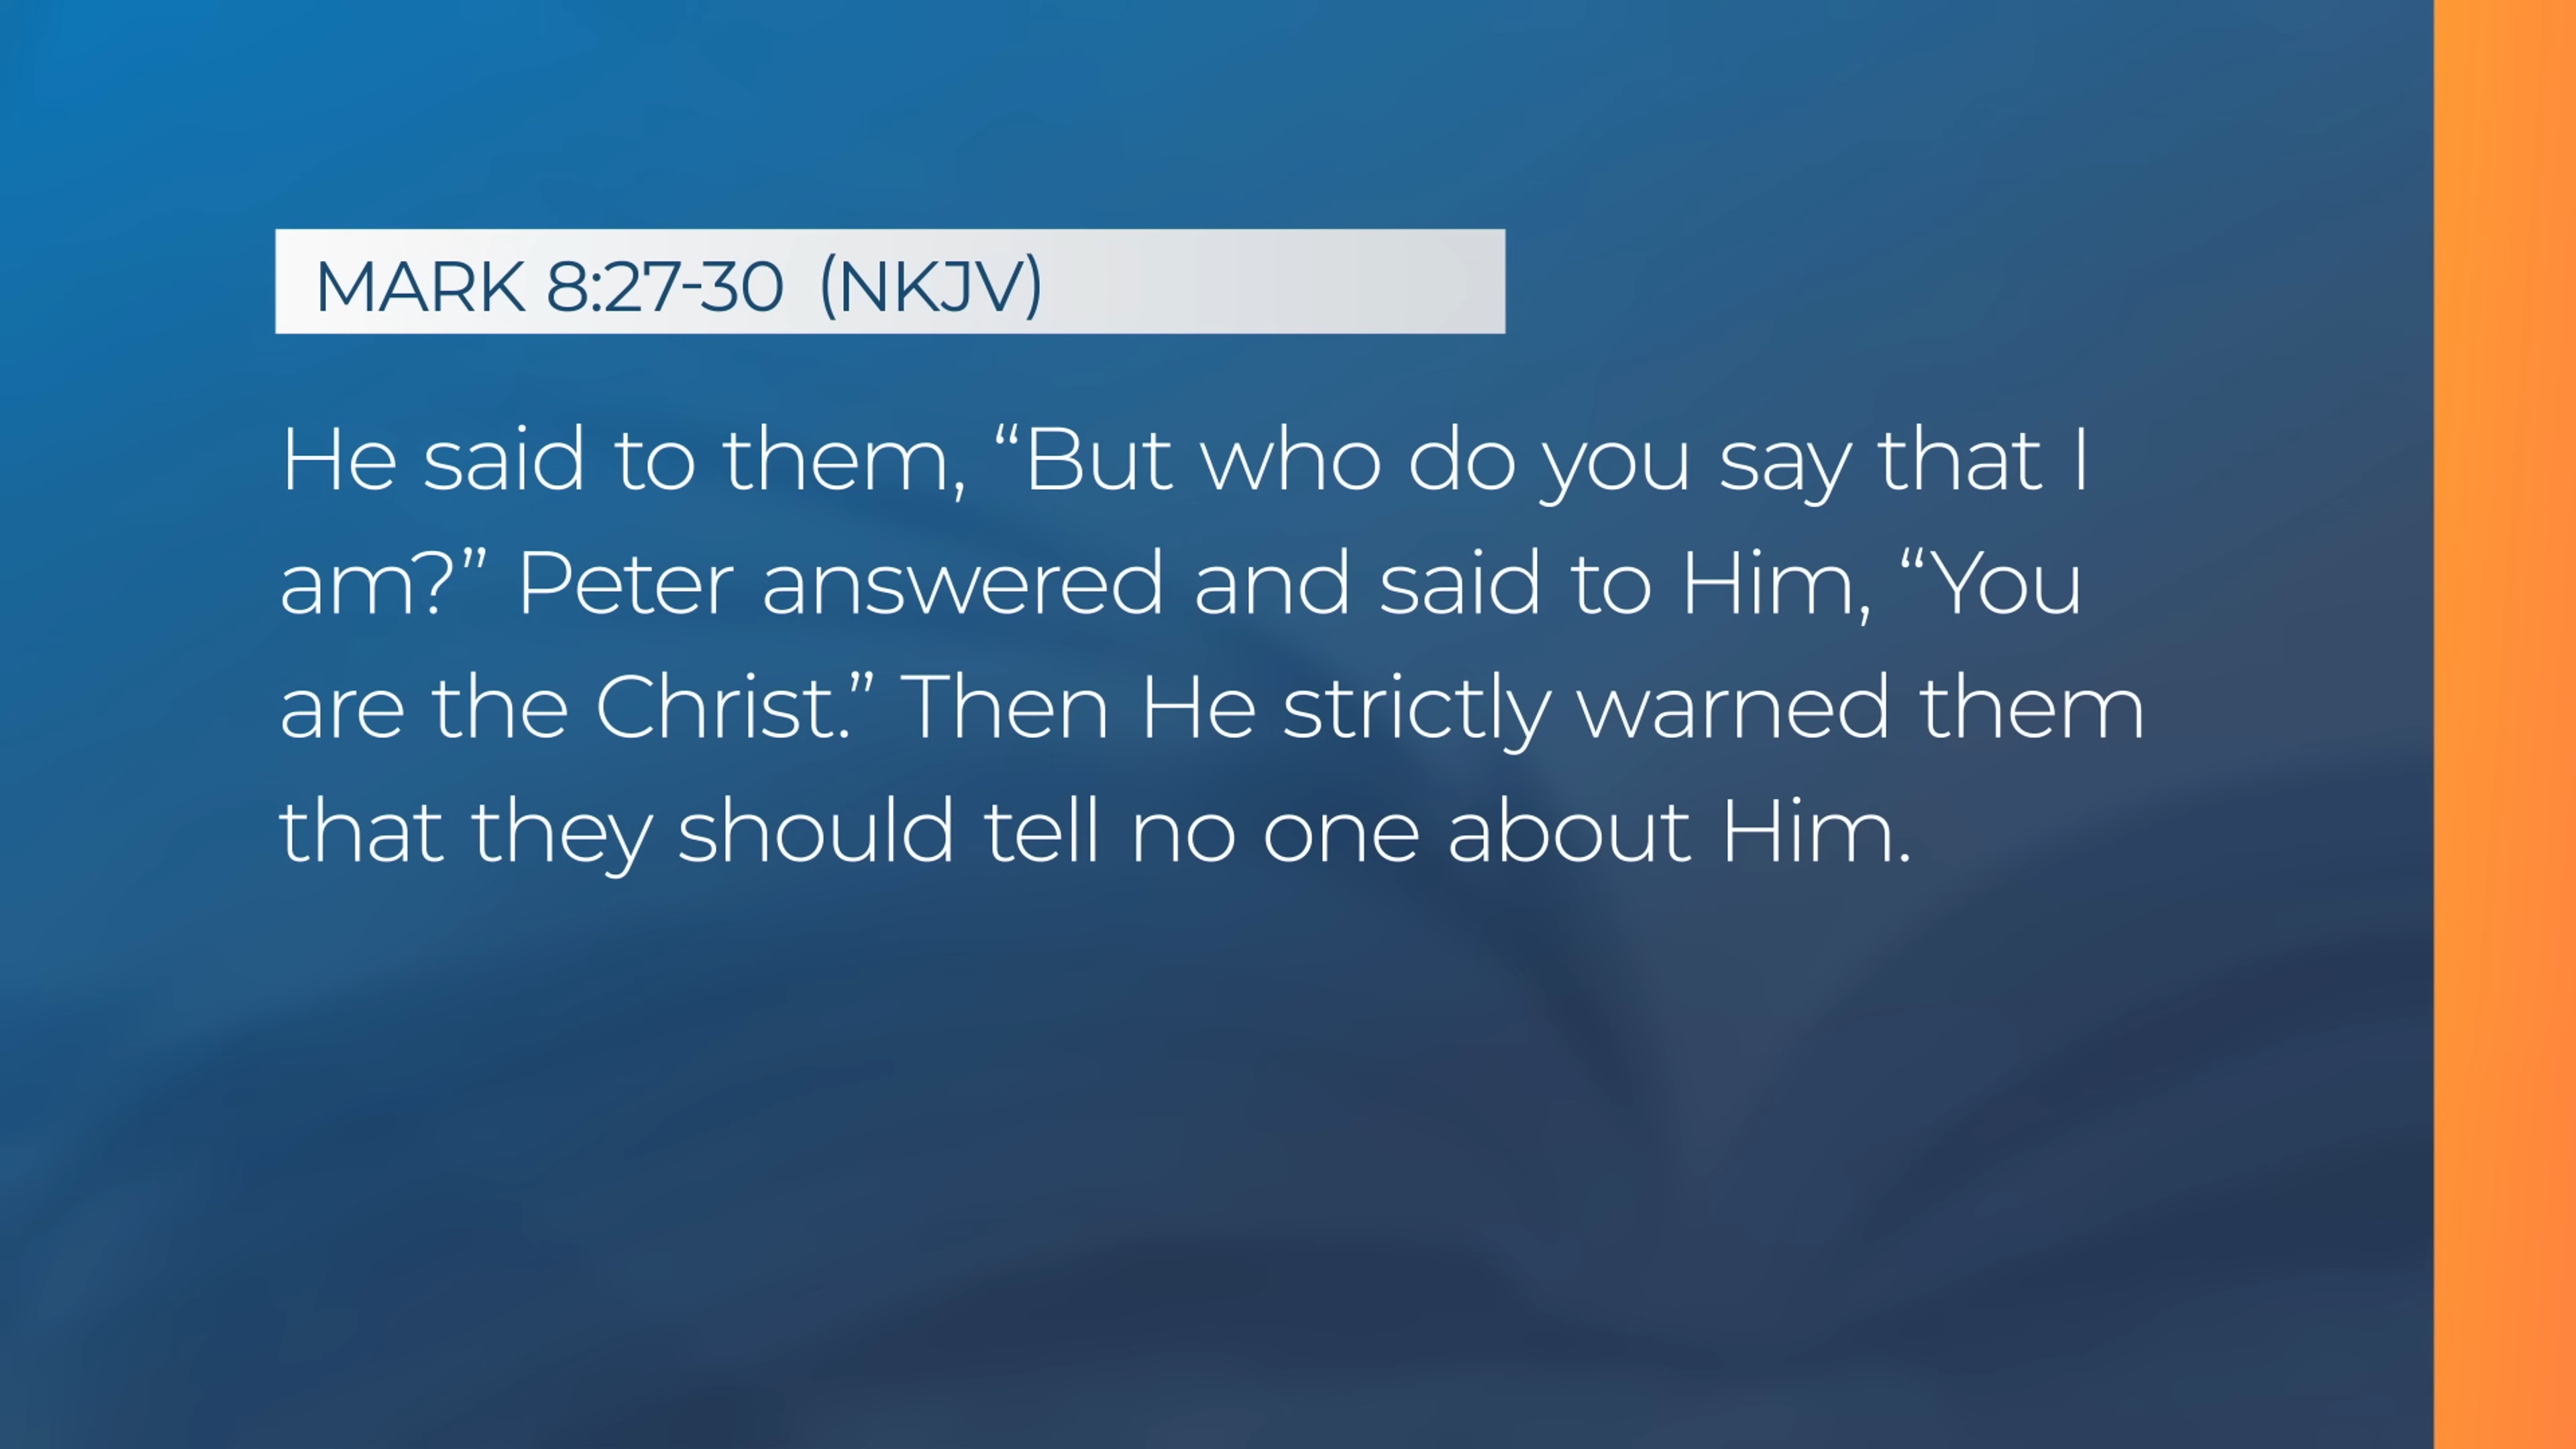 MARK 8:27-30 (NKJV)
He said to them, “But who do you say that I
am?” Peter answered and said to Him, “You
are the Christ.” Then He strictly warned them
that they should tell no one about Him.